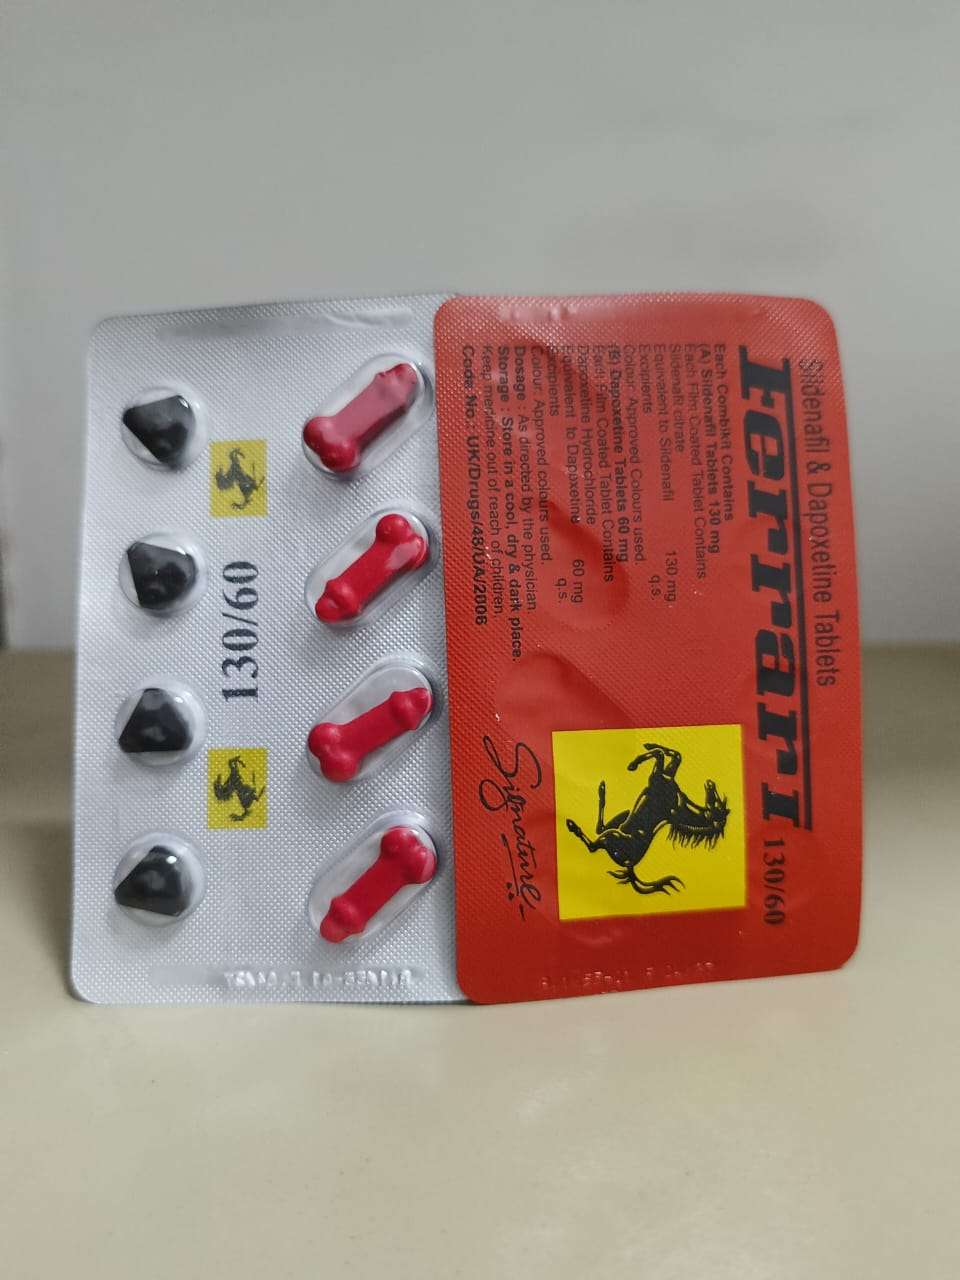 Sildenafil & Dapoxetine Tablets
Ferrari 130/60
Each Combikit Contains
(A) Sildenafil Tablets 130 mg
Each Film Coated Tablet Contains
Sildenafil citrate
Equivalent to Sildenafil 130 mg
Excipients q.s.
Colour: Approved Colours used.
(B) Dapoxetine Tablets 60 mg
Each Film Coated Tablet Contains
Dapoxetine Hydrochloride
Equivalent to Dapoxetine 60 mg
Excipients q.s.
Colour: Approved colours used.
Dosage : As directed by the physician.
Storage : Store in a cool, dry & dark place.
Keep medicine out of reach of children.
Code: No.: UK/Drugs/48/UA/2006
Signature
130/60